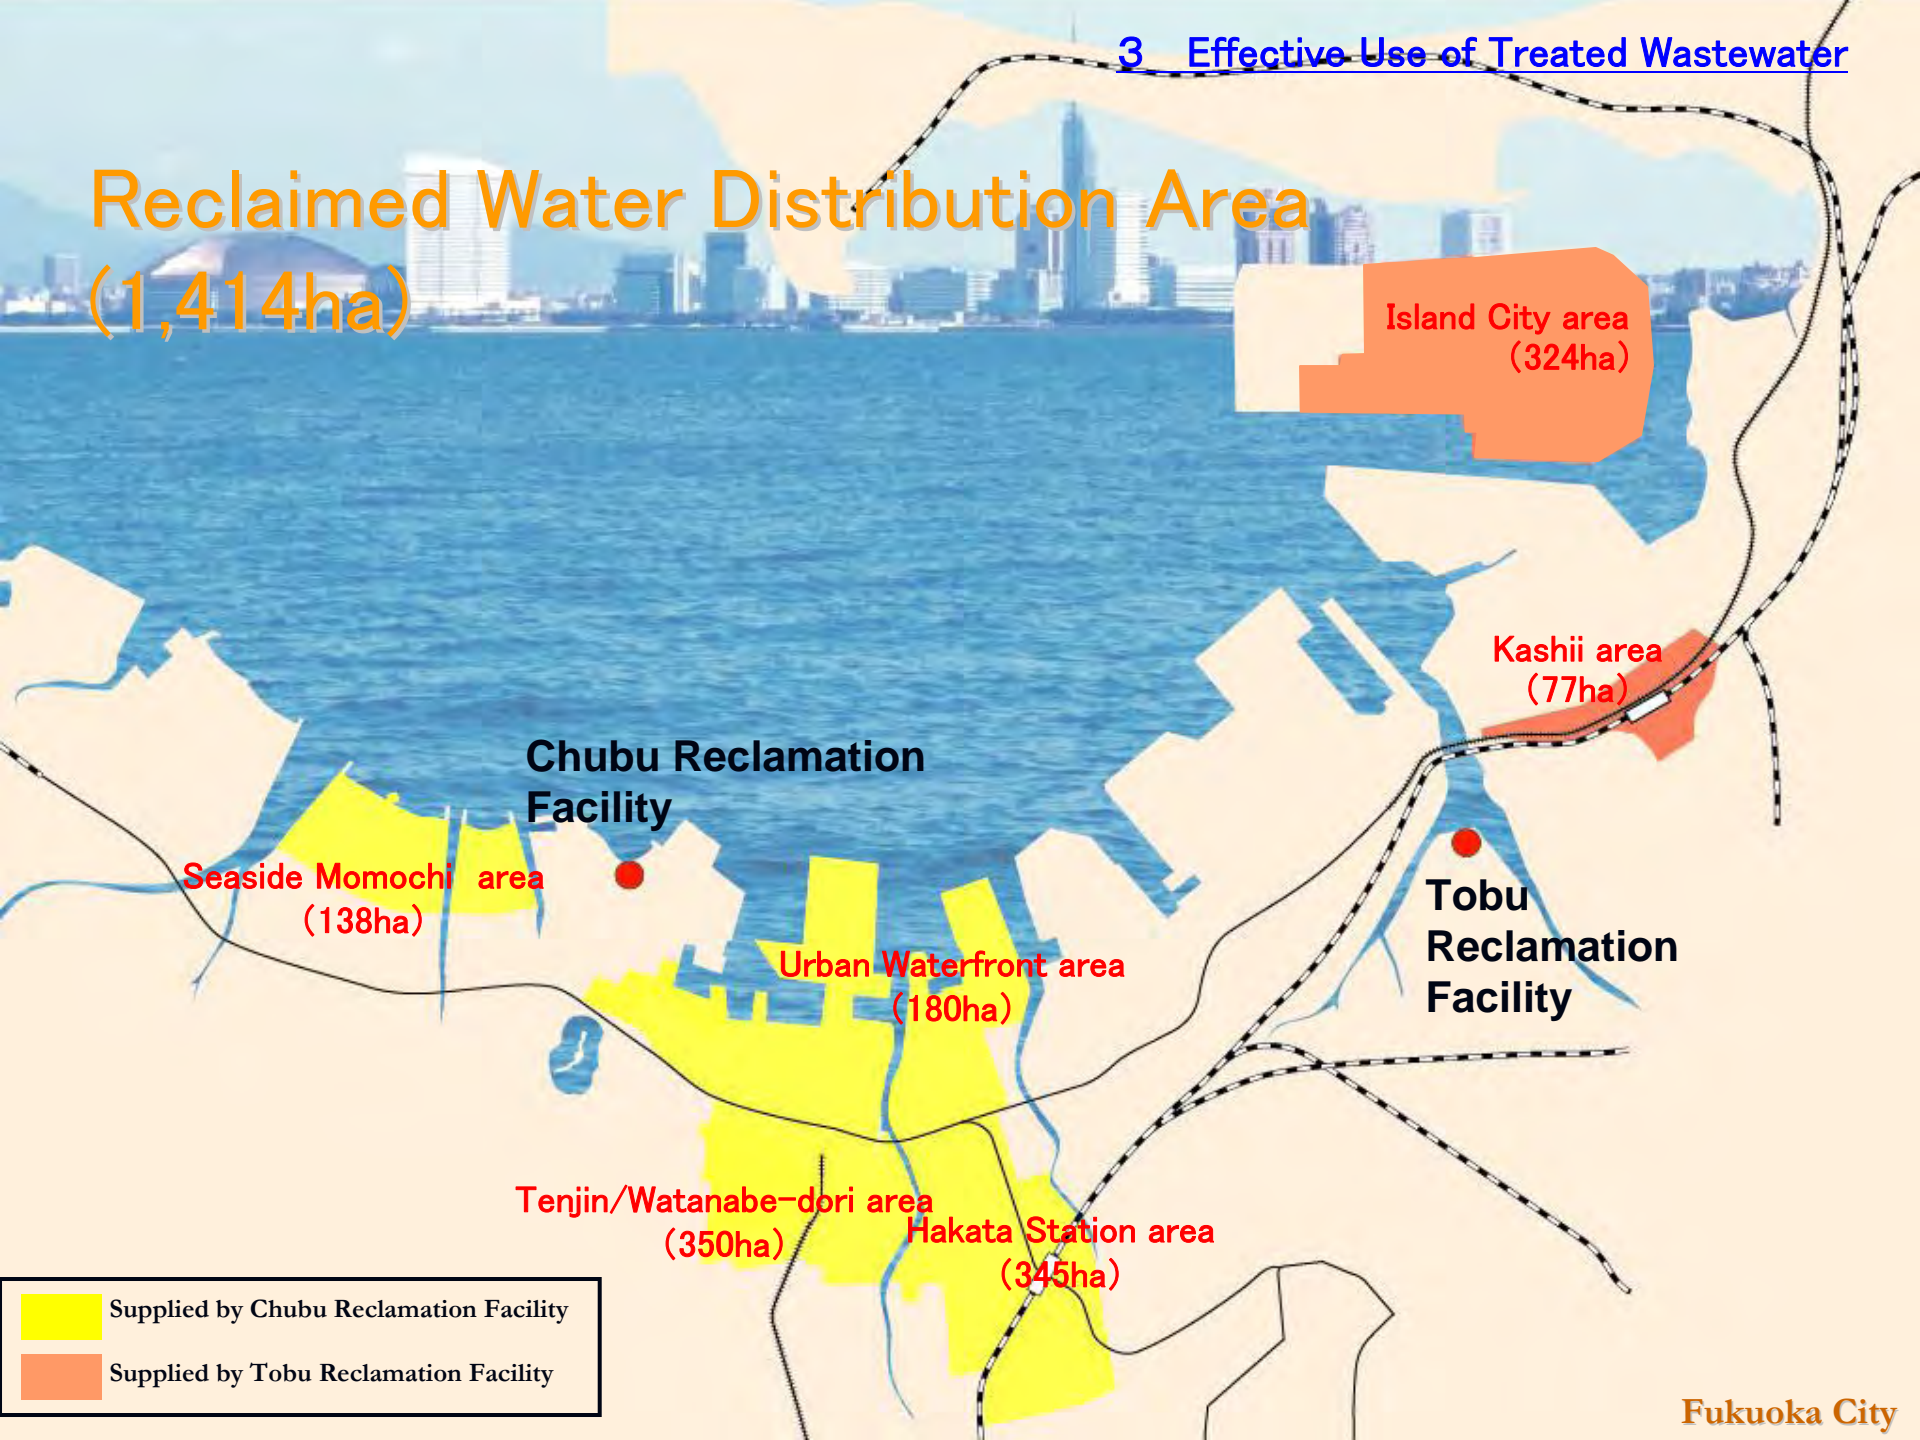 ３　Effective Use of Treated Wastewater
Reclaimed Water Distribution Area
(1,414ha)
Island City area
（324ha）
Kashii area
（77ha）
Chubu Reclamation
Facility
Seaside Momochi  area
（138ha）
Tobu
Reclamation
Facility
Urban Waterfront area
（180ha）
Tenjin/Watanabe-dori area
（350ha）
Hakata Station area
（345ha）
Supplied by Chubu Reclamation Facility
Supplied by Tobu Reclamation Facility
Fukuoka City